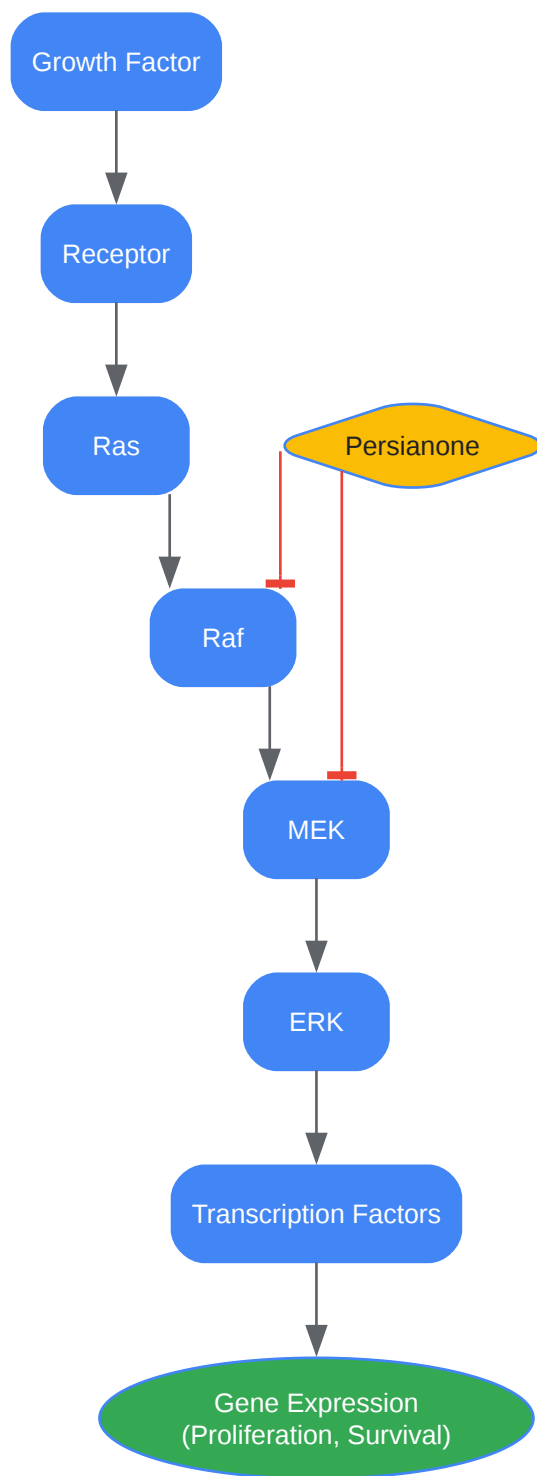 Growth Factor
Receptor
Ras
Persianone
Raf
MEK
ERK
Transcription Factors
Gene Expression
(Proliferation, Survival)